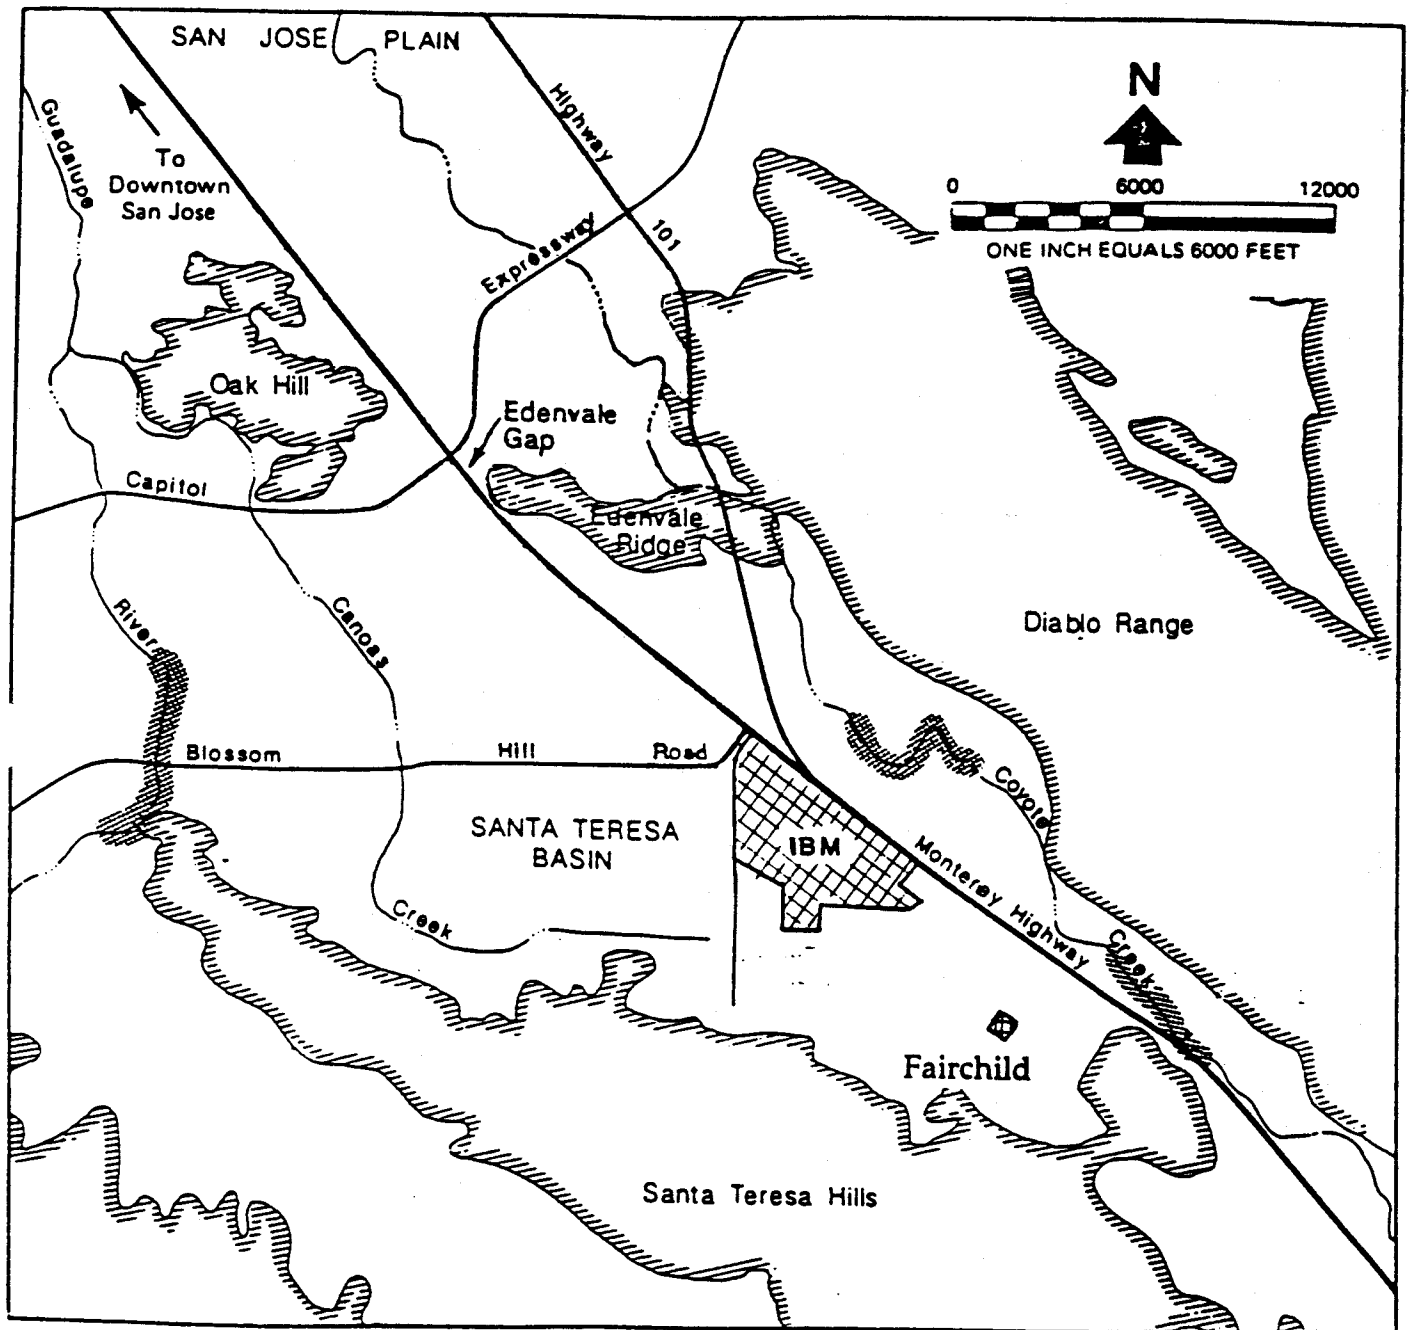 SAN JOSE PLAIN
N
Highway
Guadalupe
0 6000 12000
To
Downtown
San Jose
101
Expressway
ONE INCH EQUALS 6000 FEET
Oak Hill
Edenvale
Gap
Capitol
Edenvale
Ridge
River
Canoas
Diablo Range
Blossom Hill Road
Coyote
SANTA TERESA
BASIN
IBM
Monterey Highway
Creek
Creek
Fairchild
Santa Teresa Hills